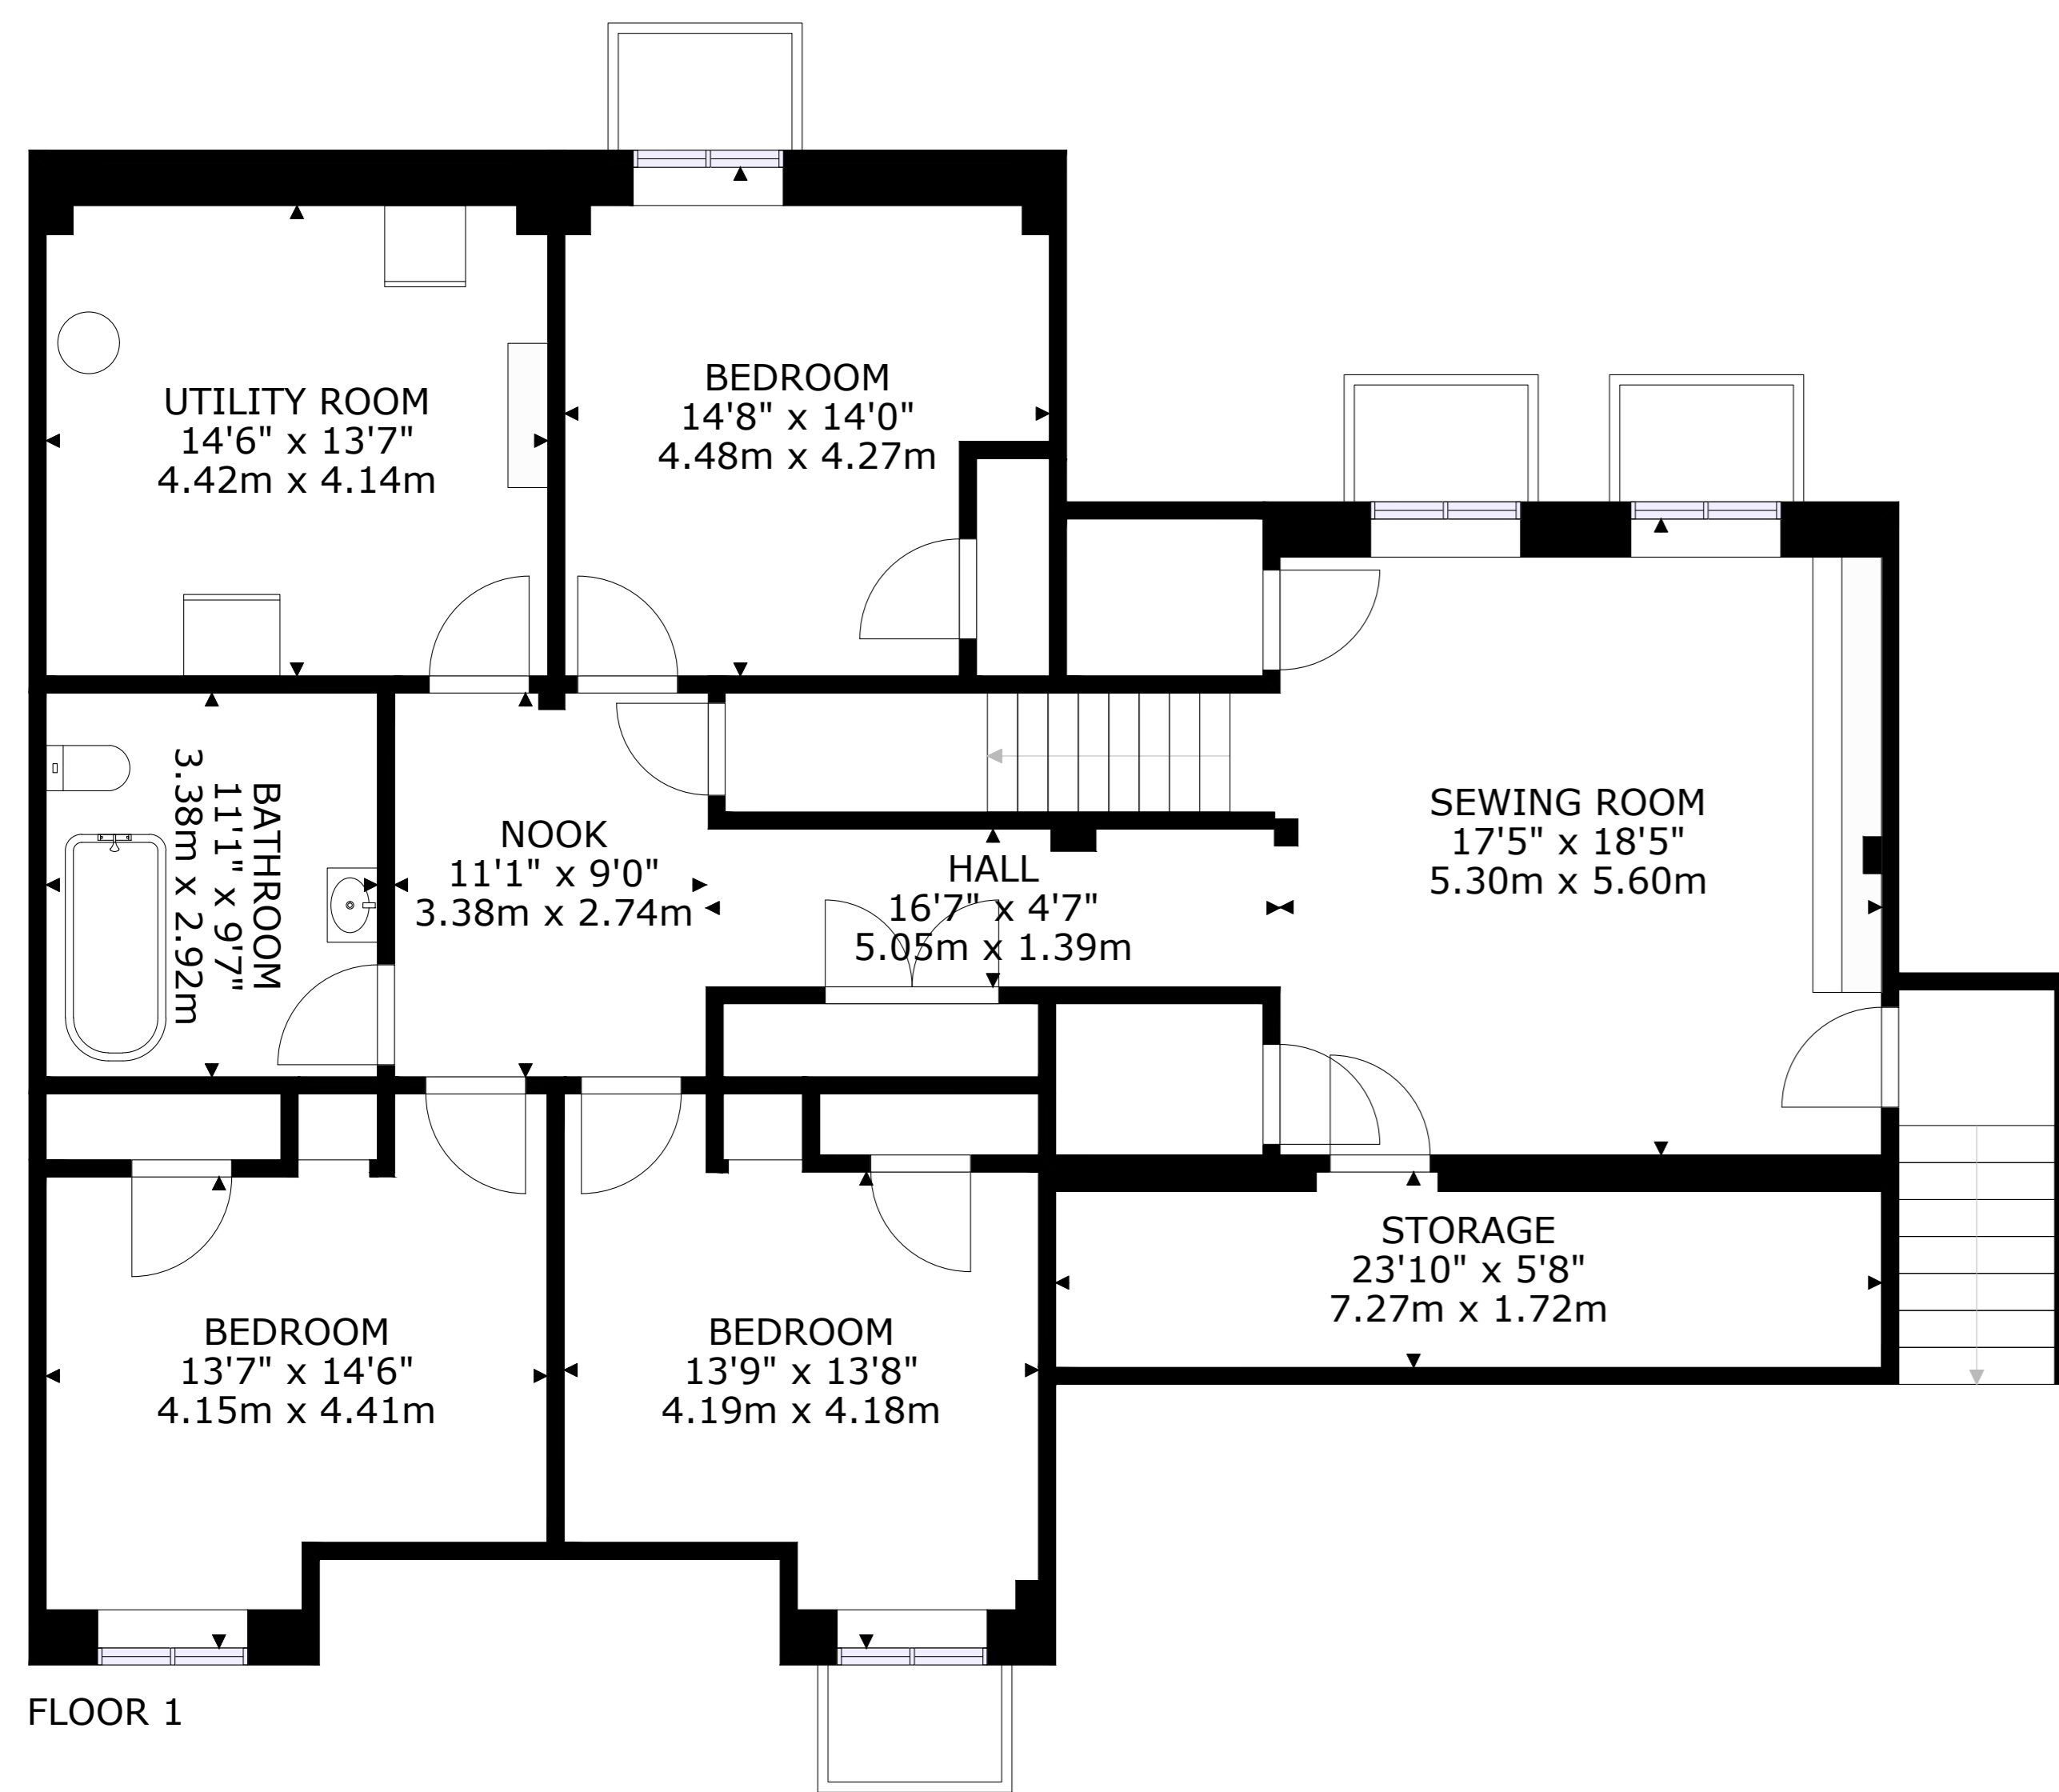 UTILITY ROOM
14'6" x 13'7"
4.42m x 4.14m
BEDROOM
14'8" x 14'0"
4.48m x 4.27m
BATHROOM
11'1" x 9'7"
3.38m x 2.92m
NOOK
11'1" x 9'0"
3.38m x 2.74m
HALL
16'7" x 4'7"
5.05m x 1.39m
SEWING ROOM
17'5" x 18'5"
5.30m x 5.60m
STORAGE
23'10" x 5'8"
7.27m x 1.72m
BEDROOM
13'7" x 14'6"
4.15m x 4.41m
BEDROOM
13'9" x 13'8"
4.19m x 4.18m
FLOOR 1